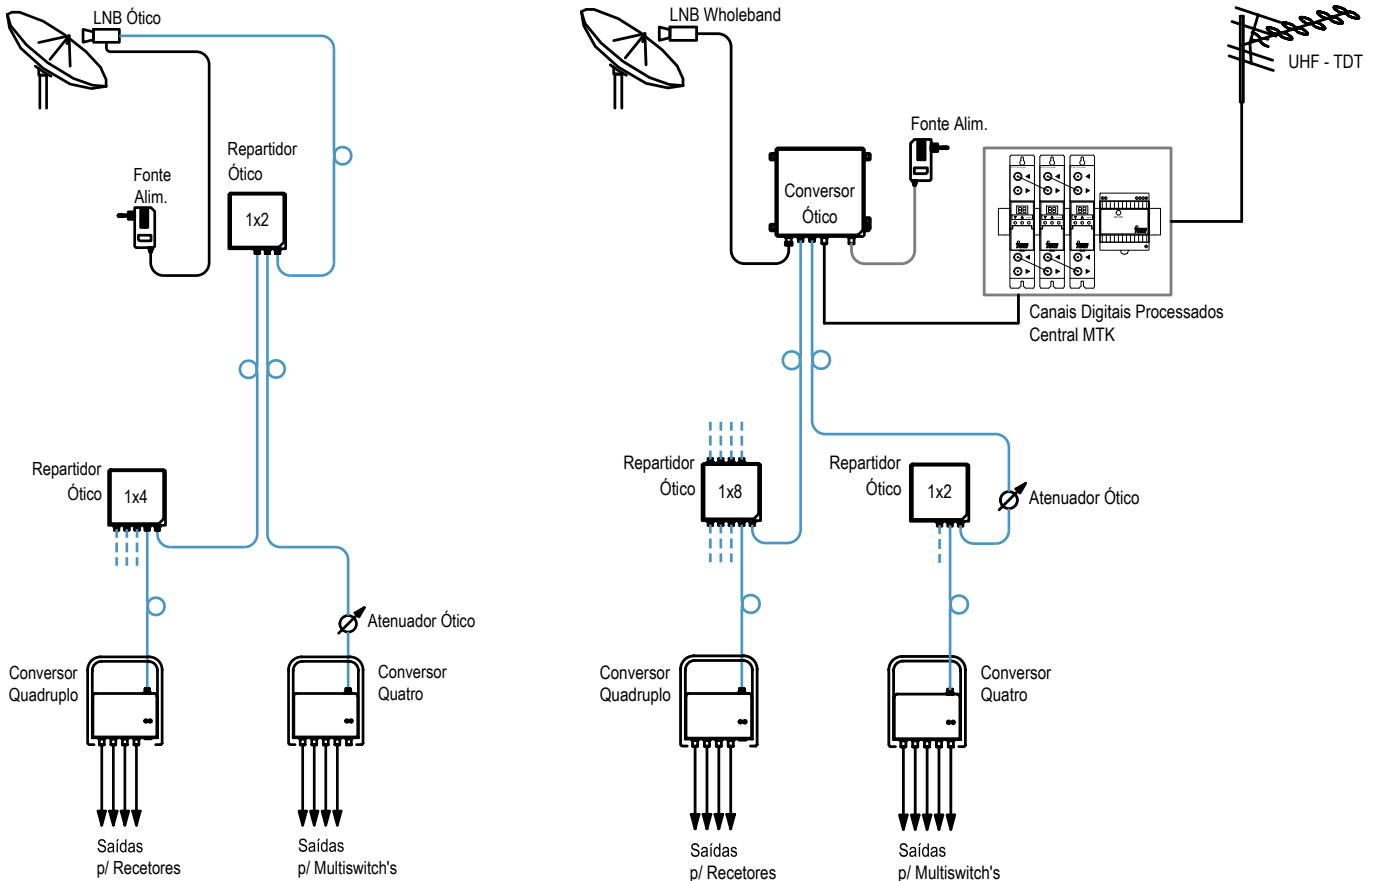 LNB Ótico
Repartidor
Ótico
1x2
Fonte
Alim.
Repartidor
Ótico
1x4
Atenuador Ótico
Conversor
Quadruplo
Conversor
Quatro
Saídas
p/ Recetores
Saídas
p/ Multiswitch's
LNB Wholeband
UHF - TDT
Fonte Alim.
Conversor
Ótico
Canais Digitais Processados
Central MTK
Repartidor
Ótico
1x8
Repartidor
Ótico
1x2
Atenuador Ótico
Conversor
Quadruplo
Conversor
Quatro
Saídas
p/ Recetores
Saídas
p/ Multiswitch's